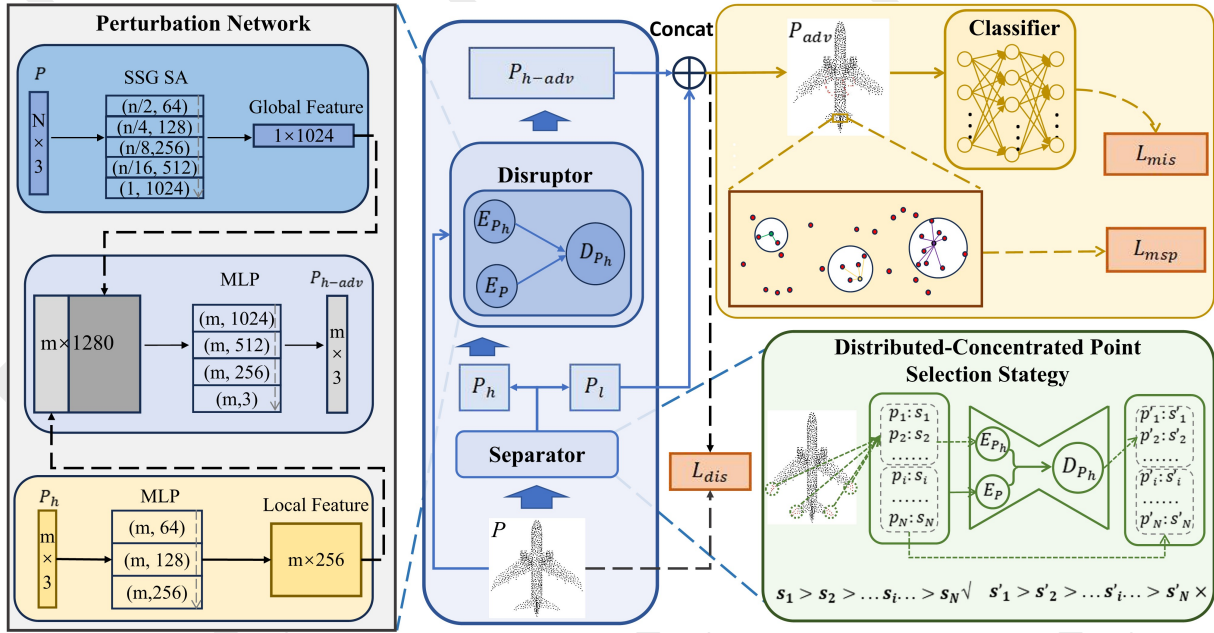 Perturbation Network
P
N × 3
SSG SA
(n/2, 64)
(n/4, 128)
(n/8,256)
(n/16, 512)
(1, 1024)
Global Feature
1×1024
m×1280
MLP
(m, 1024)
(m, 512)
(m, 256)
(m,3)
P_{h-adv}
m × 3
P_h
m × 3
MLP
(m, 64)
(m, 128)
(m,256)
Local Feature
m×256
P_{h-adv}
Disruptor
E_{P_h}
E_P
D_{P_h}
P_h
P_l
Separator
P
Concat
L_{dis}
P_{adv}
Classifier
L_{mis}
L_{msp}
Distributed-Concentrated Point
Selection Stategy
p_1: s_1
p_2: s_2
......
p_i: s_i
......
p_N: s_N
E_{P_h}
E_P
D_{P_h}
p'_1: s'_1
p'_2: s'_2
......
p'_i: s'_i
......
p'_N: s'_N
s_1 > s_2 > ... s_i ... > s_N √ s'_1 > s'_2 > ... s'_i ... > s'_N ×